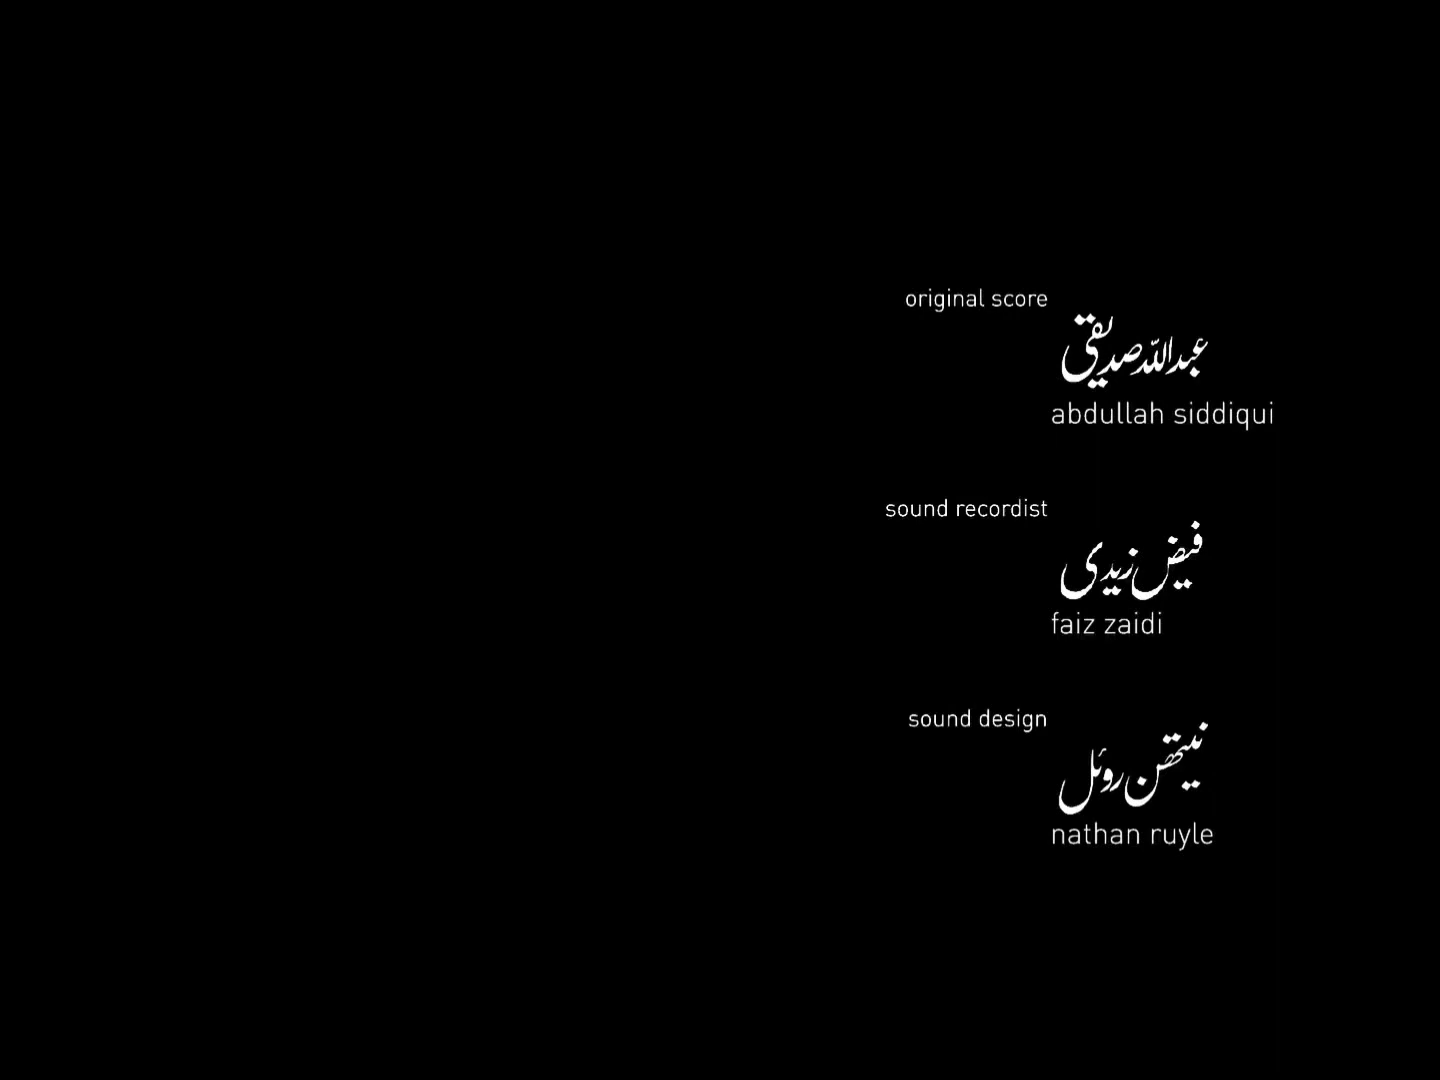 original score
عبداللہ صدیقی
abdullah siddiqui
sound recordist
فیض زیدی
faiz zaidi
sound design
نیتھن روئل
nathan ruyle